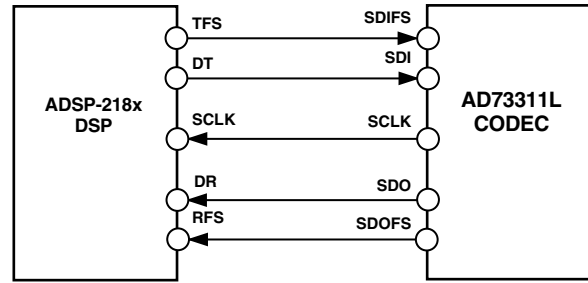 TFS
SDIFS
DT
SDI
ADSP-218x
DSP
SCLK
SCLK
AD73311L
CODEC
DR
SDO
RFS
SDOFS